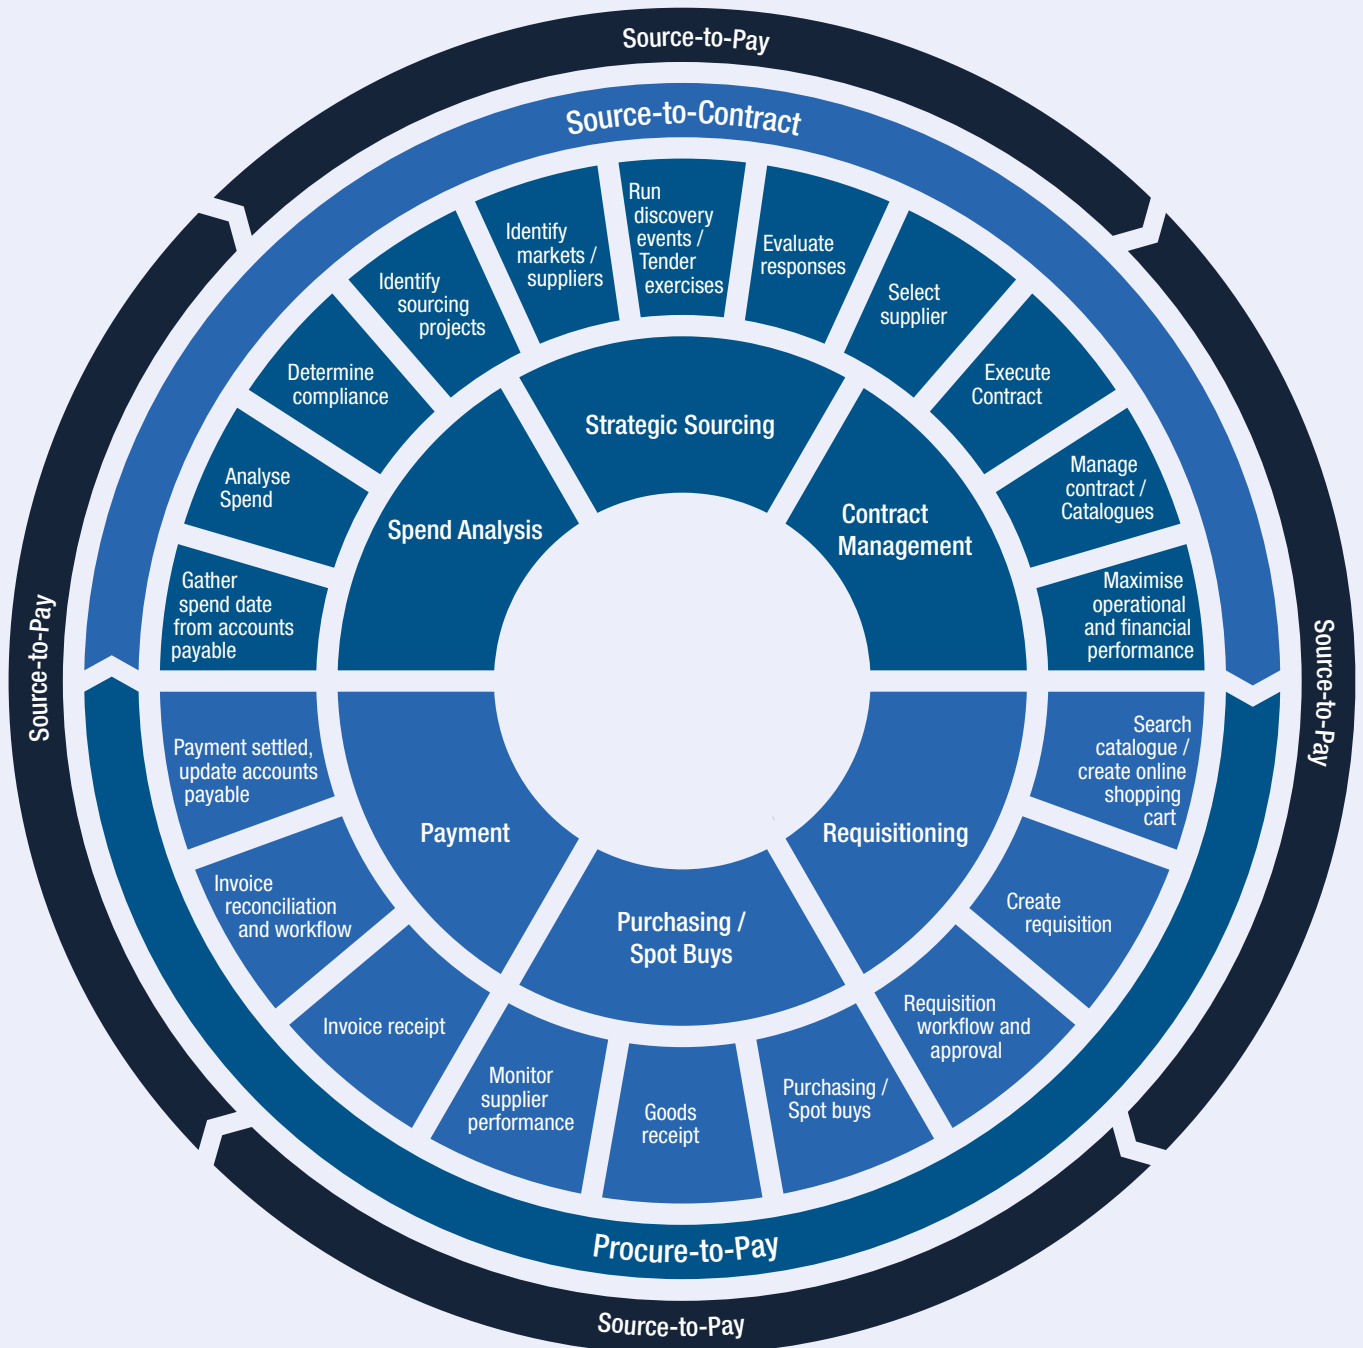 Source-to-Pay
Source-to-Contract
Run
discovery
events /
Tender
exercises
Identify
markets /
suppliers
Evaluate
responses
Identify
sourcing
projects
Select
supplier
Determine
compliance
Execute
Contract
Strategic Sourcing
Analyse
Spend
Manage
contract /
Catalogues
Spend Analysis
Contract
Management
Gather
spend date
from accounts
payable
Maximise
operational
and financial
performance
Source-to-Pay
Source-to-Pay
Payment settled,
update accounts
payable
Search
catalogue /
create online
shopping
cart
Payment
Requisitioning
Invoice
reconciliation
and workflow
Create
requisition
Purchasing /
Spot Buys
Invoice receipt
Requisition
workflow and
approval
Monitor
supplier
performance
Goods
receipt
Purchasing /
Spot buys
Procure-to-Pay
Source-to-Pay